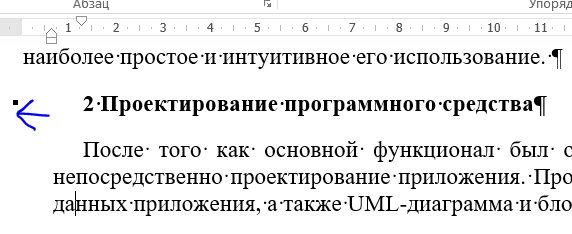 Абзац
1 1 2 3 4 5 6 7 8 9 10 11
наиболее·простое·и·интуитивное·его·использование.·¶
2·Проектирование·программного·средства¶
После· того· как· основной· функционал· был· о
непосредственно·проектирование·приложения.·Про
данных·приложения,·а·также·UML-диаграмма·и·бло